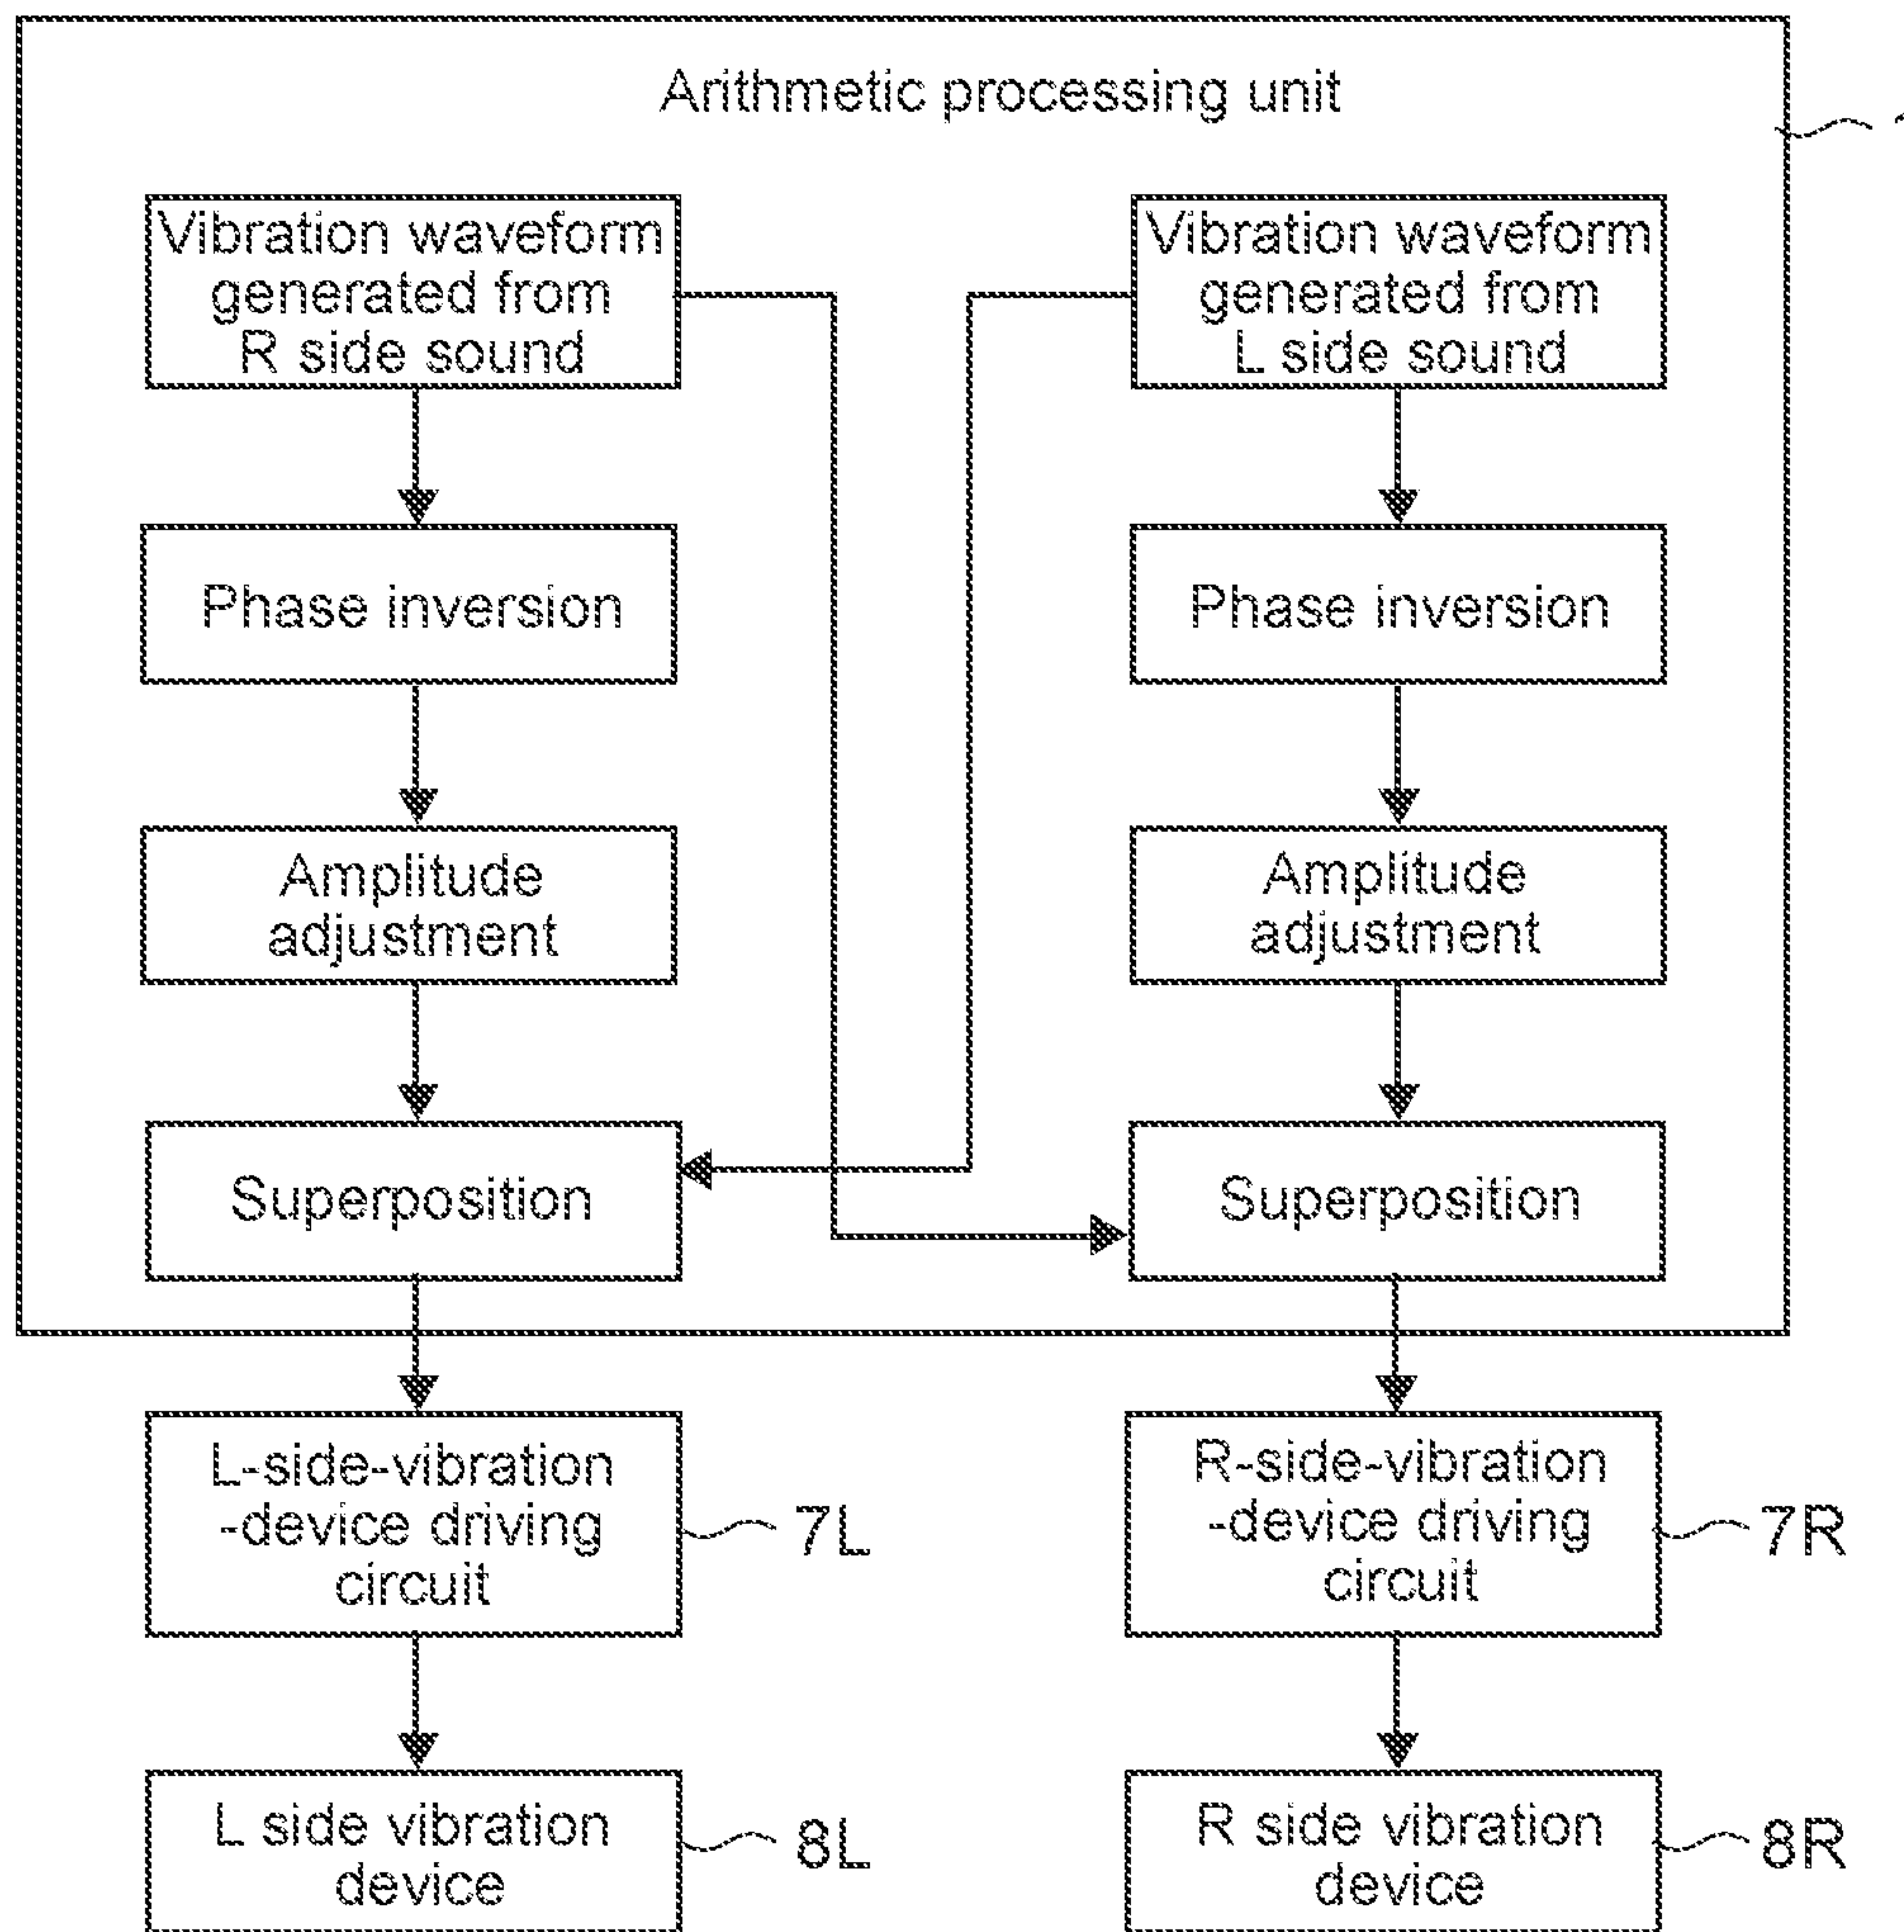 Arithmetic processing unit
Vibration waveform
generated from
R side sound
Vibration waveform
generated from
L side sound
Phase inversion
Phase inversion
Amplitude
adjustment
Amplitude
adjustment
Superposition
Superposition
L-side-vibration
-device driving
circuit
7L
R-side-vibration
-device driving
circuit
7R
L side vibration
device
8L
R side vibration
device
8R